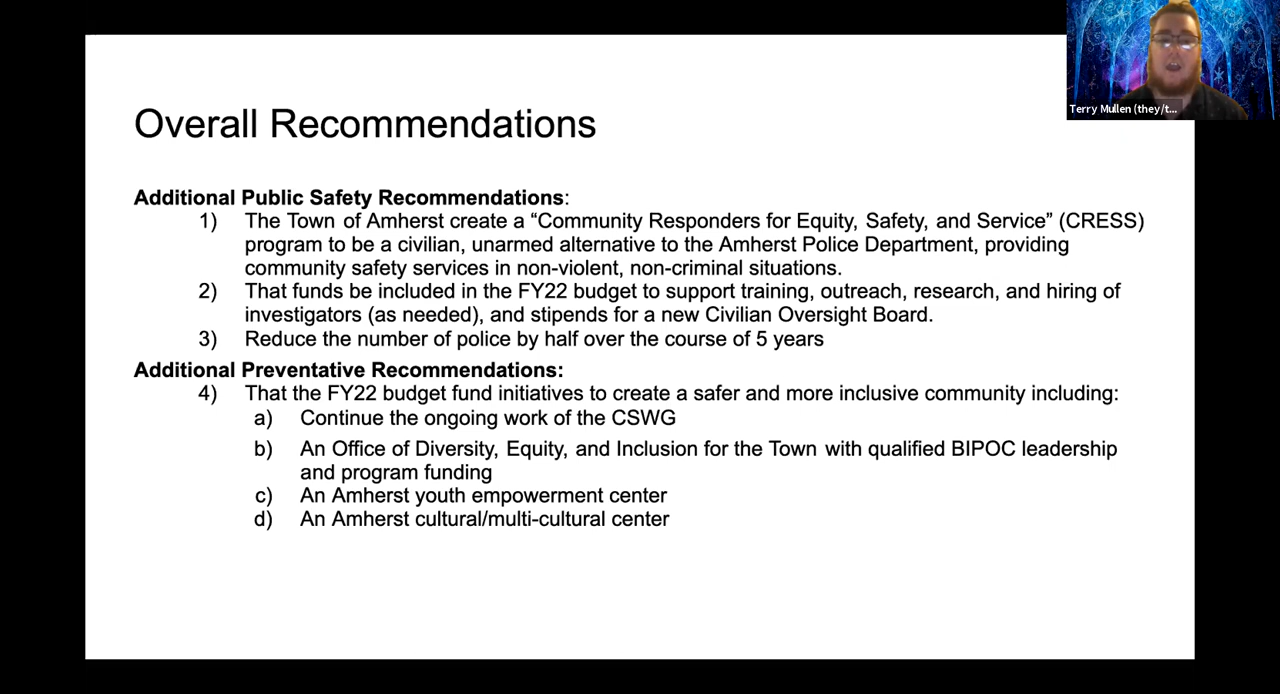 Terry Mullen (they/t...
Overall Recommendations
Additional Public Safety Recommendations:
1) The Town of Amherst create a “Community Responders for Equity, Safety, and Service” (CRESS)
program to be a civilian, unarmed alternative to the Amherst Police Department, providing
community safety services in non-violent, non-criminal situations.
2) That funds be included in the FY22 budget to support training, outreach, research, and hiring of
investigators (as needed), and stipends for a new Civilian Oversight Board.
3) Reduce the number of police by half over the course of 5 years
Additional Preventative Recommendations:
4) That the FY22 budget fund initiatives to create a safer and more inclusive community including:
a) Continue the ongoing work of the CSWG
b) An Office of Diversity, Equity, and Inclusion for the Town with qualified BIPOC leadership
and program funding
c) An Amherst youth empowerment center
d) An Amherst cultural/multi-cultural center